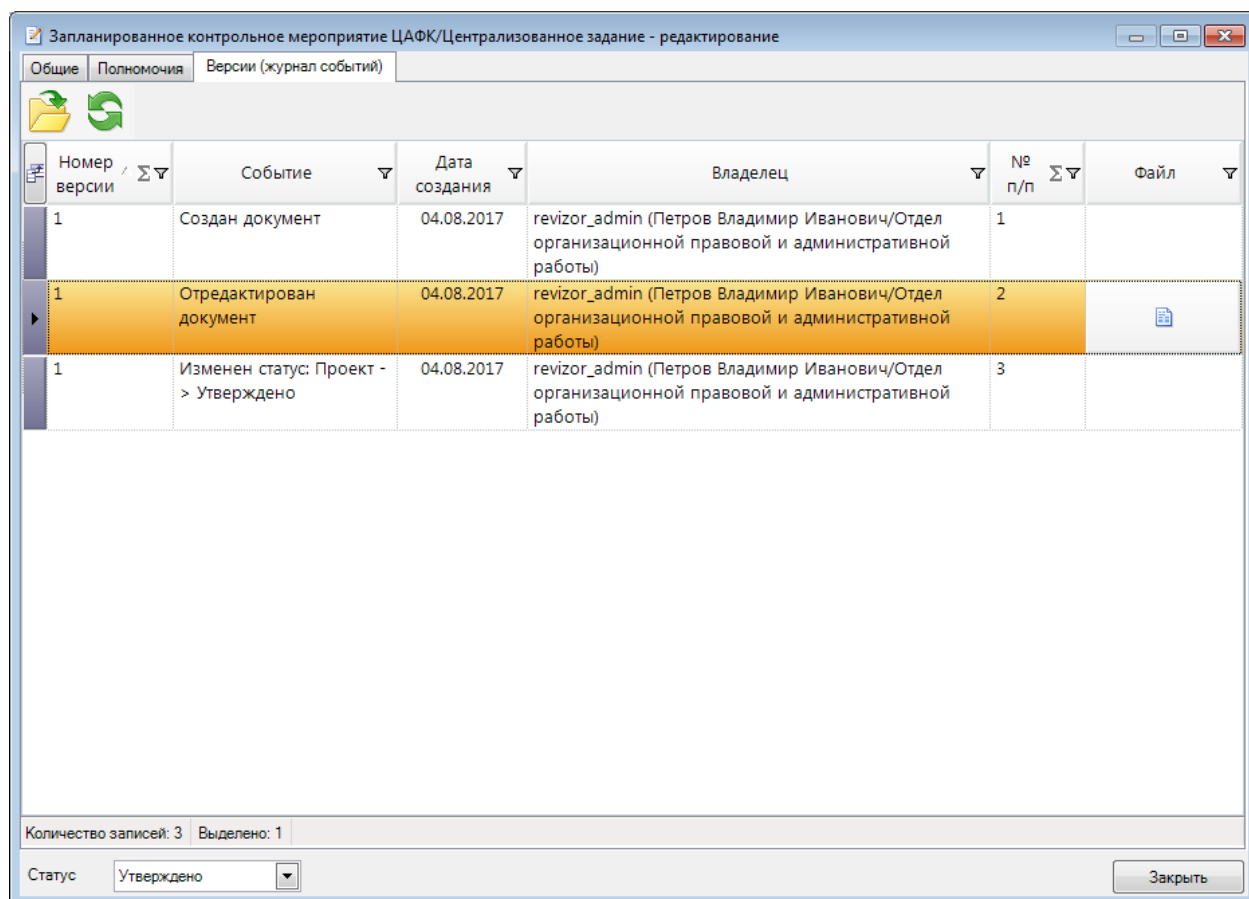 Запланированное контрольное мероприятие ЦАФК/Централизованное задание - редактирование
Общие Полномочия Версии (журнал событий)
Номер версии Событие Дата создания Владелец № п/п Файл
1 Создан документ 04.08.2017 revizor_admin (Петров Владимир Иванович/Отдел 1
организационной правовой и административной
работы)
1 Отредактирован 04.08.2017 revizor_admin (Петров Владимир Иванович/Отдел 2
документ организационной правовой и административной
работы)
1 Изменен статус: Проект - 04.08.2017 revizor_admin (Петров Владимир Иванович/Отдел 3
> Утверждено организационной правовой и административной
работы)
Количество записей: 3 Выделено: 1
Статус Утверждено Закрыть